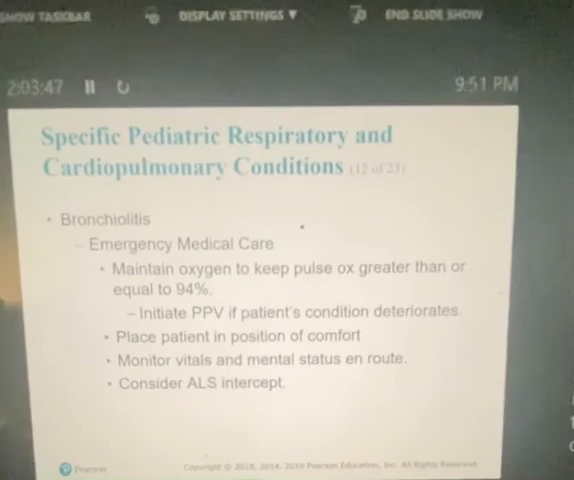 SHOW TASKBAR
DISPLAY SETTINGS ▼
END SLIDE SHOW
2:03:47
9:51 PM
Specific Pediatric Respiratory and
Cardiopulmonary Conditions (12 of 23)
• Bronchiolitis
– Emergency Medical Care
• Maintain oxygen to keep pulse ox greater than or
equal to 94%.
– Initiate PPV if patient's condition deteriorates.
• Place patient in position of comfort
• Monitor vitals and mental status en route.
• Consider ALS intercept.
Pearson
Copyright © 2018, 2014, 2010 Pearson Education, Inc. All Rights Reserved